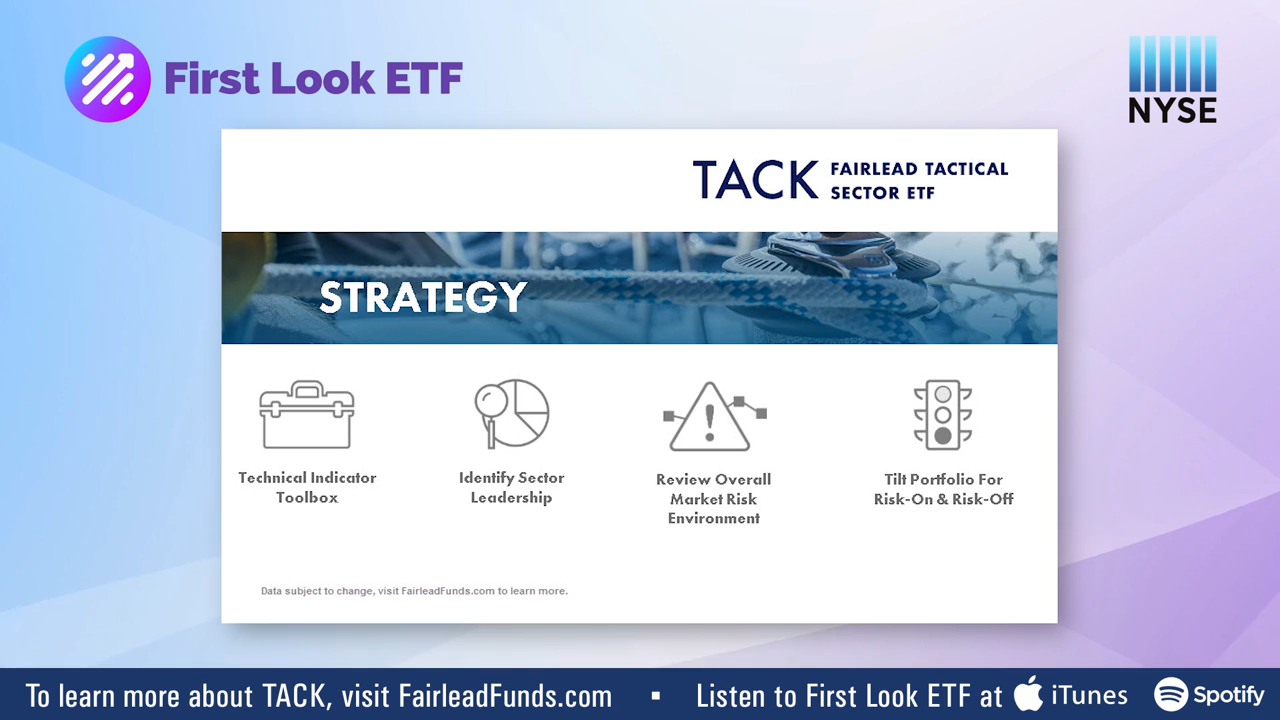 First Look ETF
NYSE
TACK FAIRLEAD TACTICAL
SECTOR ETF
STRATEGY
Technical Indicator
Toolbox
Identify Sector
Leadership
Review Overall
Market Risk
Environment
Tilt Portfolio For
Risk-On & Risk-Off
Data subject to change, visit FairleadFunds.com to learn more.
To learn more about TACK, visit FairleadFunds.com ▪ Listen to First Look ETF at iTunes Spotify